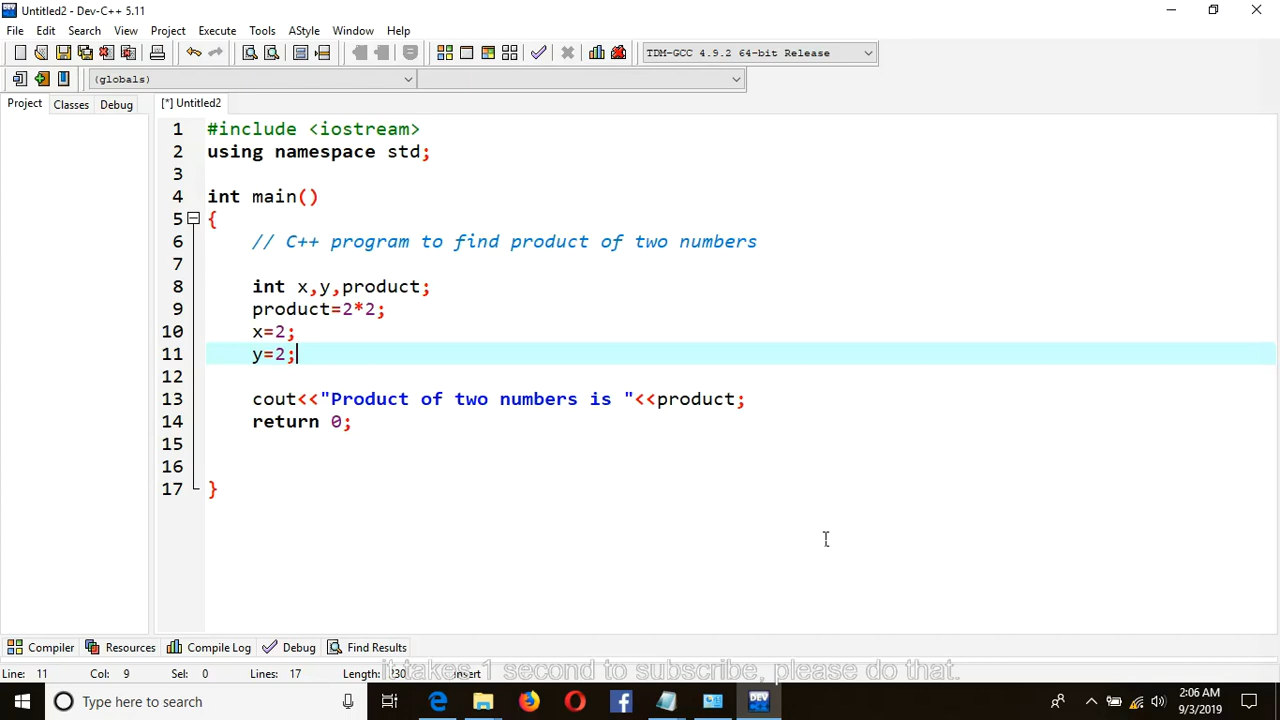 Untitled2 - Dev-C++ 5.11
File Edit Search View Project Execute Tools AStyle Window Help
TDM-GCC 4.9.2 64-bit Release
(globals)
Project Classes Debug [*] Untitled2
1 #include <iostream>
2 using namespace std;
3
4 int main()
5 {
6 // C++ program to find product of two numbers
7
8 int x,y,product;
9 product=2*2;
10 x=2;
11 y=2;
12
13 cout<<"Product of two numbers is "<<product;
14 return 0;
15
16
17 }
Compiler Resources Compile Log Debug Find Results
it takes 1 second to subscribe, please do that.
Line: 11 Col: 9 Sel: 0 Lines: 17 Length: 230 Insert
Type here to search
DEV
2:06 AM
9/3/2019